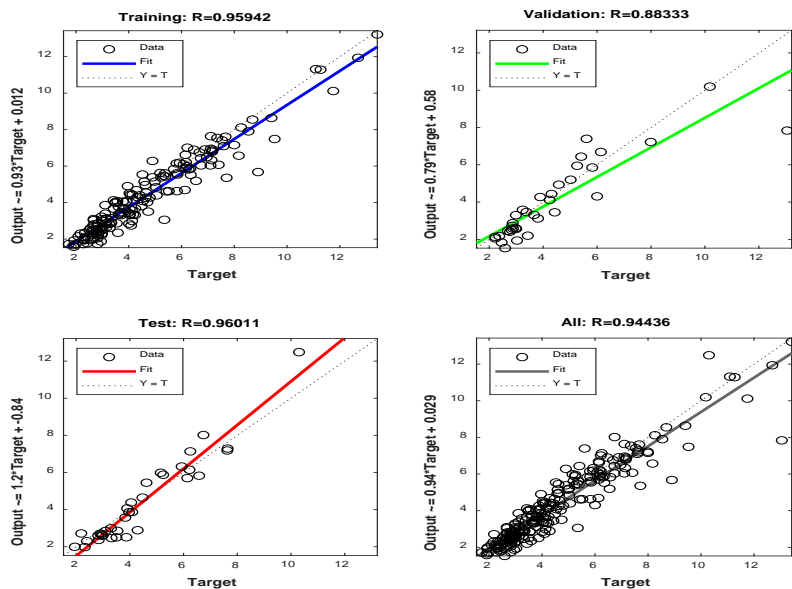 Training: R=0.95942
Data
Fit
Y = T
Output ~= 0.93*Target + 0.012
12
10
8
6
4
2
2 4 6 8 10 12
Target
Validation: R=0.88333
Data
Fit
Y = T
Output ~= 0.79*Target + 0.58
12
10
8
6
4
2
2 4 6 8 10 12
Target
Test: R=0.96011
Data
Fit
Y = T
Output ~= 1.2*Target + -0.84
12
10
8
6
4
2
2 4 6 8 10 12
Target
All: R=0.94436
Data
Fit
Y = T
Output ~= 0.94*Target + 0.029
12
10
8
6
4
2
2 4 6 8 10 12
Target